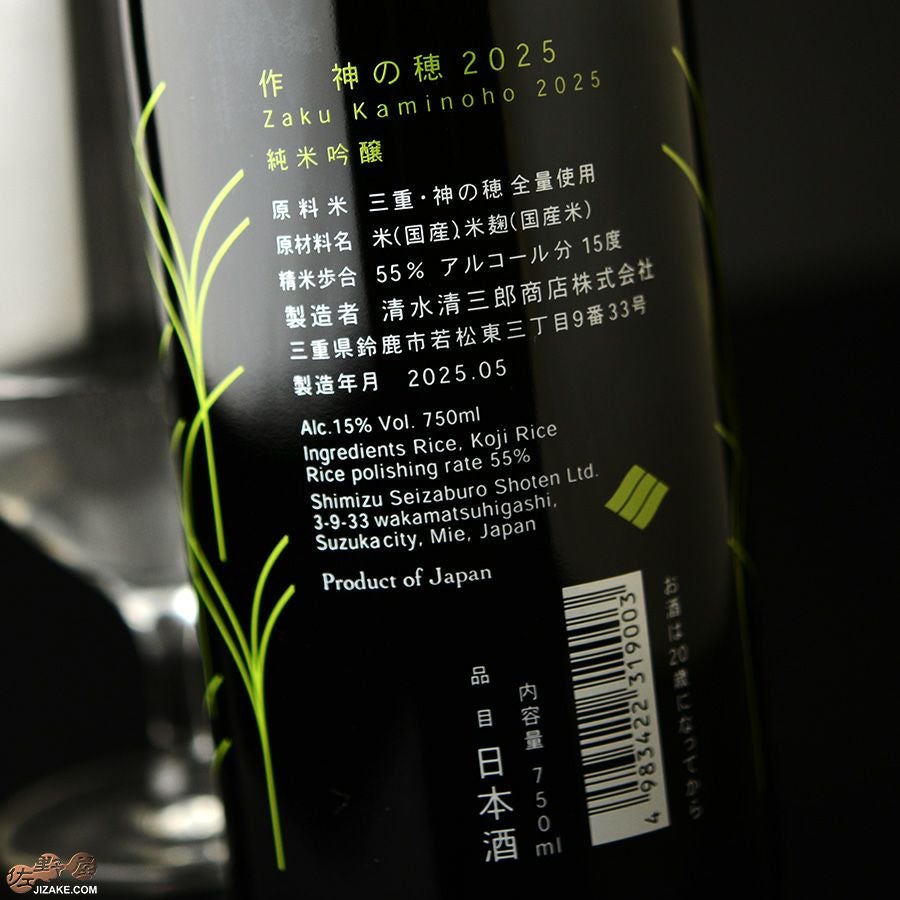 作 神の穂 2025
Zaku Kaminoho 2025
純米吟醸
原料米 三重・神の穂 全量使用
原材料名 米(国産)、米麹(国産米)
精米歩合 55% アルコール分 15度
製造者 清水清三郎商店株式会社
三重県鈴鹿市若松東三丁目9番33号
製造年月 2025.05
Alc.15% Vol. 750ml
Ingredients Rice, Koji Rice
Rice polishing rate 55%
Shimizu Seizaburo Shoten Ltd.
3-9-33 wakamatsuhigashi,
Suzukacity, Mie, Japan
Product of Japan
お酒は20歳になってから
4 983422 319003
内容量 750ml
品目 日本酒
佐野屋
JIZAKE.COM